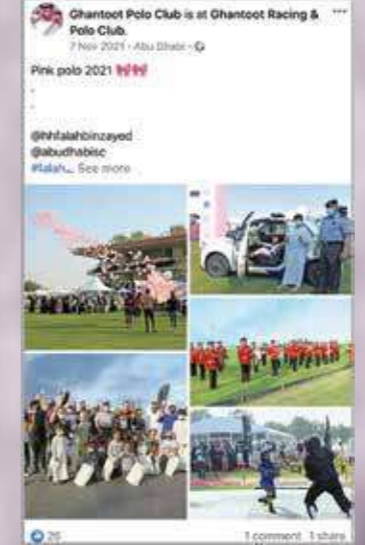 Ghantoot Polo Club is at Ghantoot Racing &
Polo Club.
7 Nov 2021 · Abu Dhabi ·
Pink polo 2021
.
.
.
@hhfalahbinzayed
@abudhabisc
#falah... See more
26
1 comment 1 share